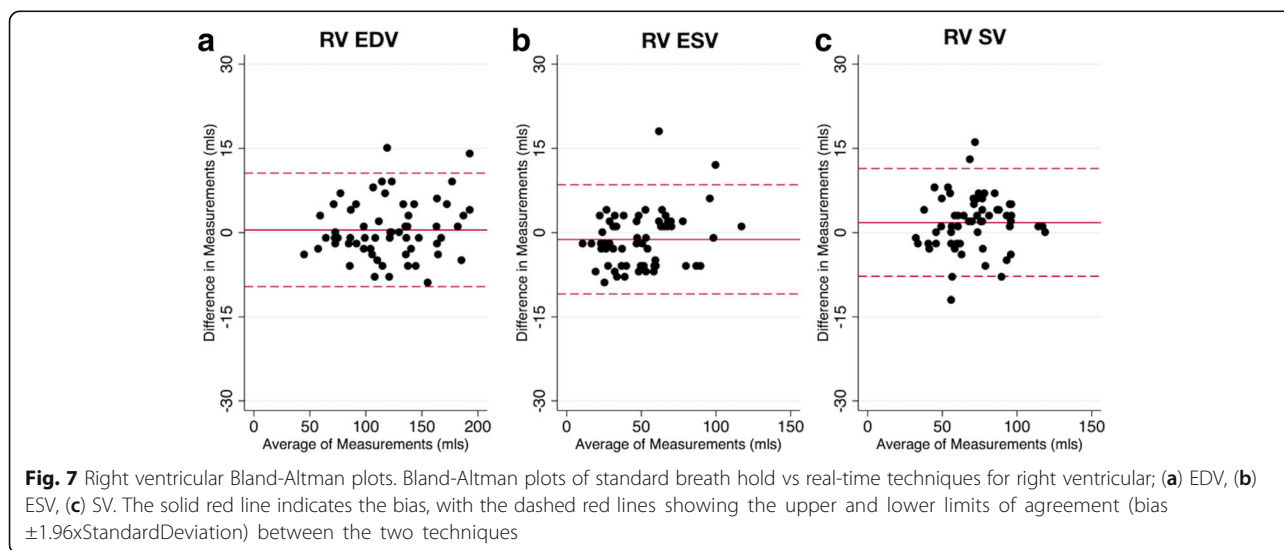 a
RV EDV
30
15
0
-15
-30
Difference in Measurements (mls)
0 50 100 150 200
Average of Measurements (mls)
b
RV ESV
30
15
0
-15
-30
Difference in Measurements (mls)
0 50 100 150
Average of Measurements (mls)
c
RV SV
30
15
0
-15
-30
Difference in Measurements (mls)
0 50 100 150
Average of Measurements (mls)
Fig. 7 Right ventricular Bland-Altman plots. Bland-Altman plots of standard breath hold vs real-time techniques for right ventricular; (a) EDV, (b)
ESV, (c) SV. The solid red line indicates the bias, with the dashed red lines showing the upper and lower limits of agreement (bias
±1.96xStandardDeviation) between the two techniques